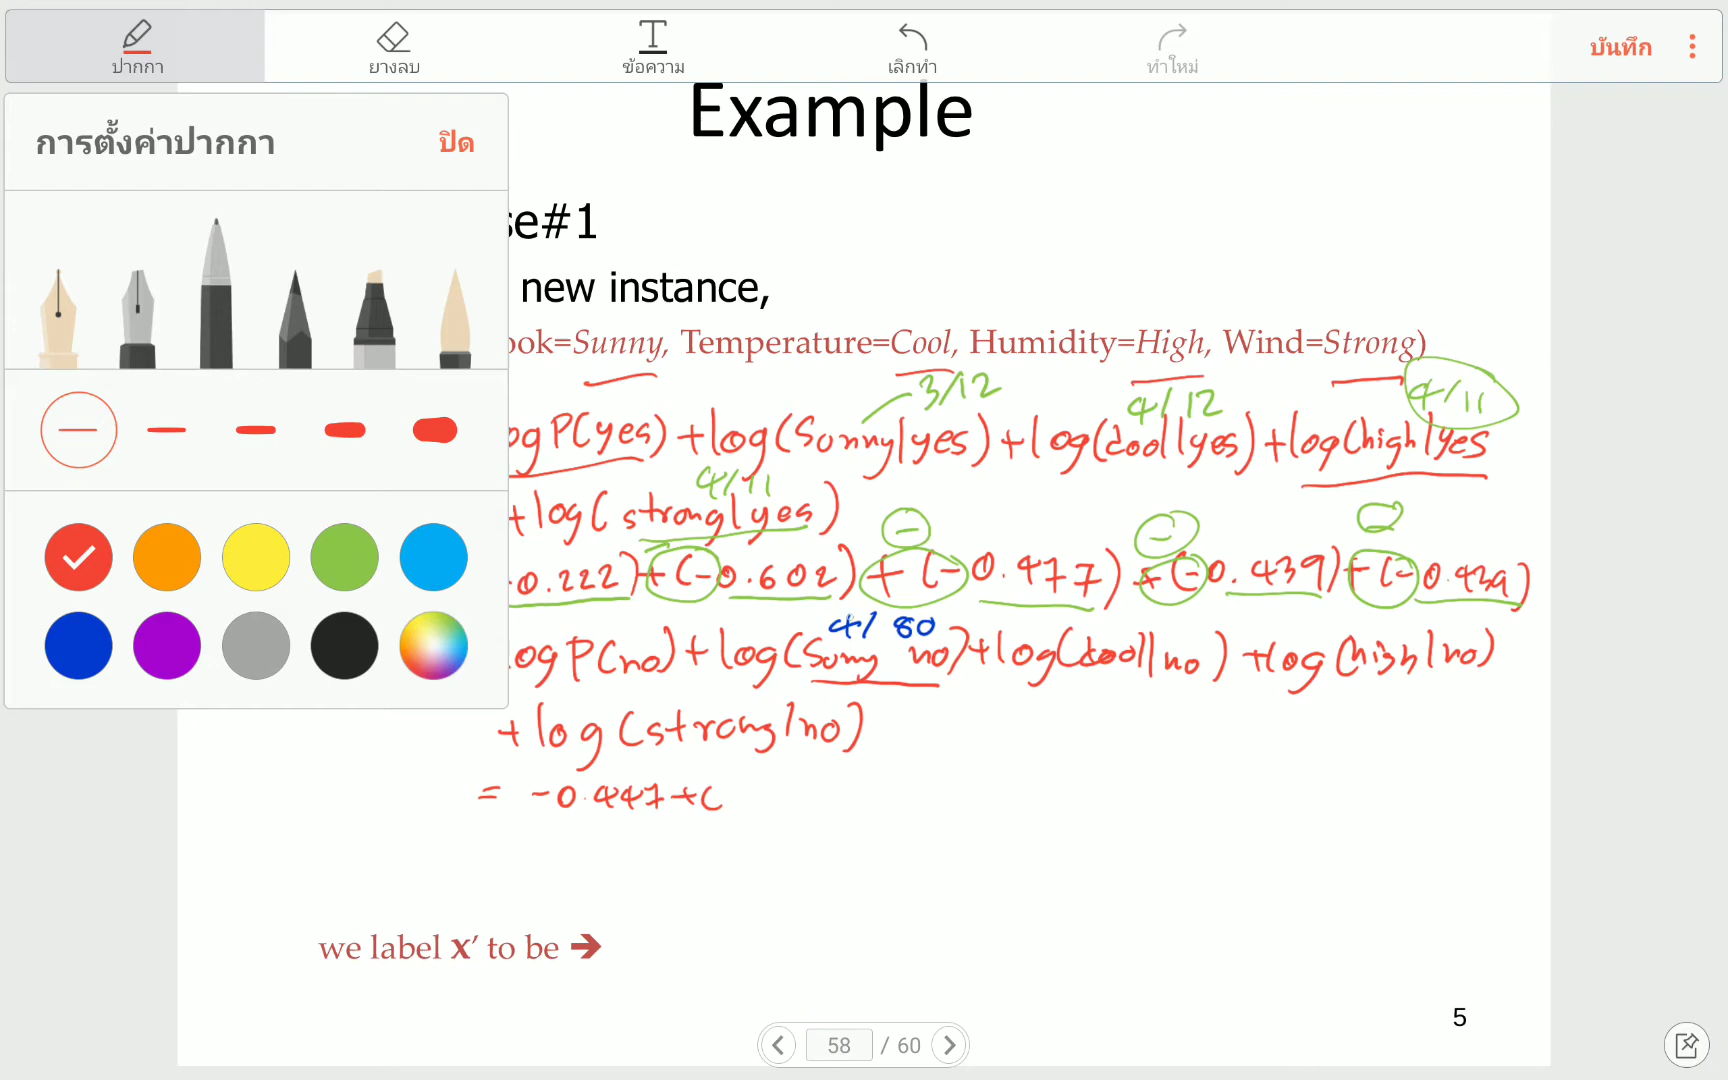 ปากกา ยางลบ ข้อความ เลิกทำ ทำใหม่ บันทึก
การตั้งค่าปากกา ปิด
Example
se#1
new instance,
ook=Sunny, Temperature=Cool, Humidity=High, Wind=Strong)
3/12 4/12 4/11
ogP(yes) +log(Sunny|yes) +log(cool|yes) +log(high|yes
4/11
+log(strong|yes)
- - -
0.222)+(-0.602) + (-0.477) + (-0.439) + (-0.439)
4/80
ogP(no) +log(Sunny no)+log(cool|no) +log(high|no)
+log(strong|no)
= -0.447+(
we label x′ to be ➔
5
58 / 60